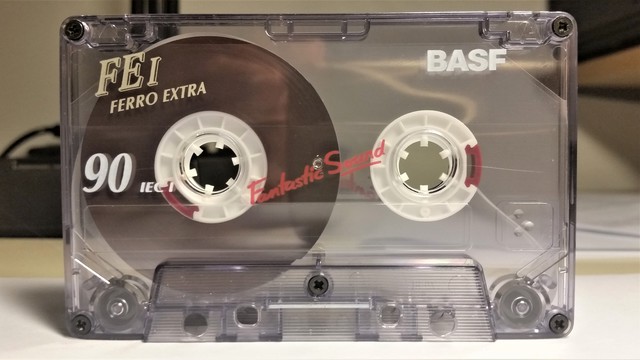 FE I
FERRO EXTRA
BASF
90 IEC I
Fantastic Sound